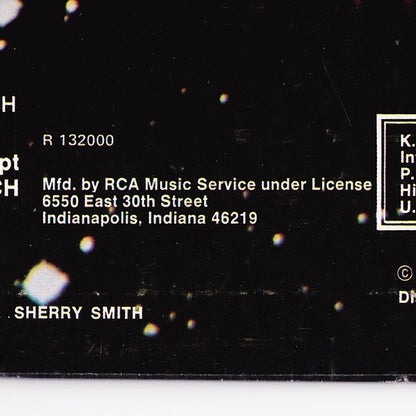 H
R 132000
pt
CH
Mfd. by RCA Music Service under License
6550 East 30th Street
Indianapolis, Indiana 46219
K.
In
P.
Hi
U.
©
SHERRY SMITH